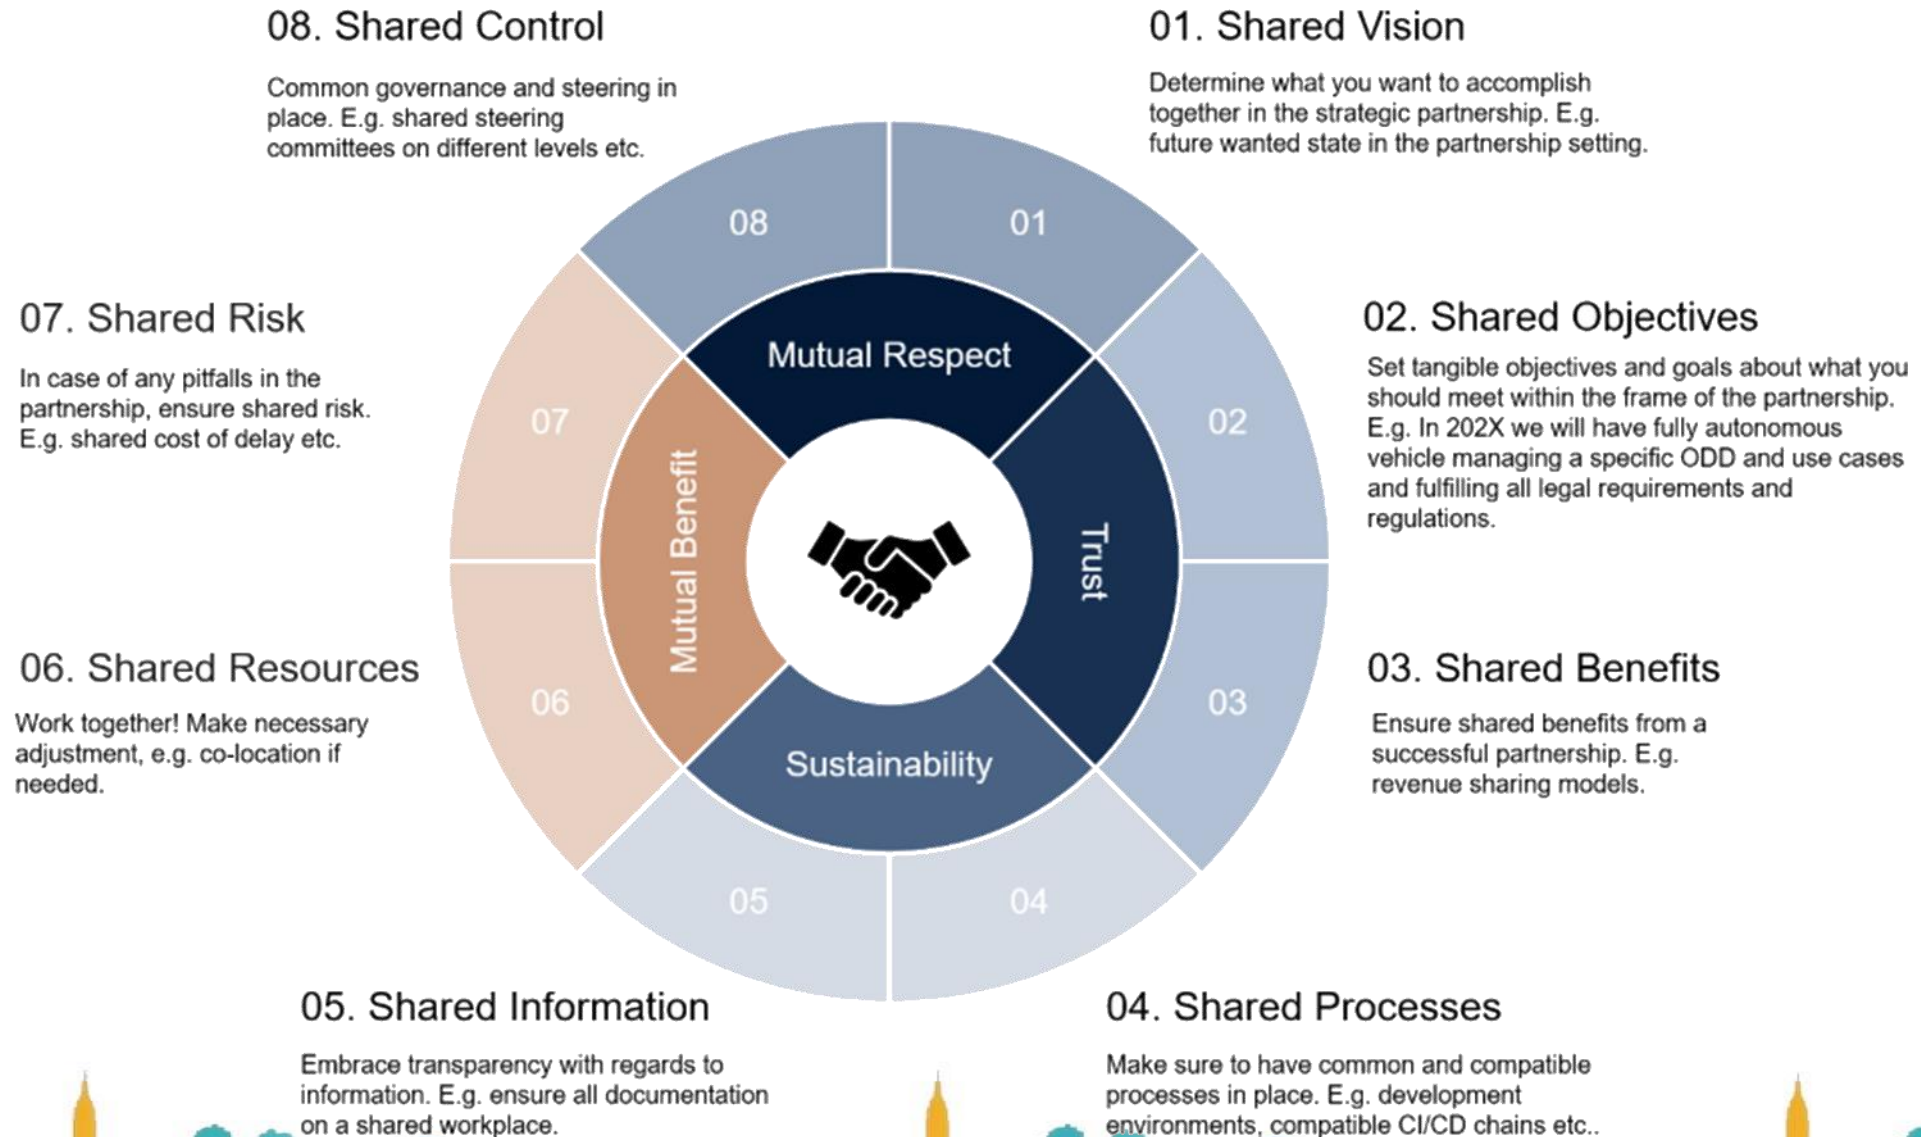 08. Shared Control
Common governance and steering in
place. E.g. shared steering
committees on different levels etc.
01. Shared Vision
Determine what you want to accomplish
together in the strategic partnership. E.g.
future wanted state in the partnership setting.
07. Shared Risk
In case of any pitfalls in the
partnership, ensure shared risk.
E.g. shared cost of delay etc.
02. Shared Objectives
Set tangible objectives and goals about what you
should meet within the frame of the partnership.
E.g. In 202X we will have fully autonomous
vehicle managing a specific ODD and use cases
and fulfilling all legal requirements and
regulations.
08
01
07
02
06
03
05
04
Mutual Respect
Mutual Benefit
Trust
Sustainability
06. Shared Resources
Work together! Make necessary
adjustment, e.g. co-location if
needed.
03. Shared Benefits
Ensure shared benefits from a
successful partnership. E.g.
revenue sharing models.
05. Shared Information
Embrace transparency with regards to
information. E.g. ensure all documentation
on a shared workplace.
04. Shared Processes
Make sure to have common and compatible
processes in place. E.g. development
environments, compatible CI/CD chains etc..